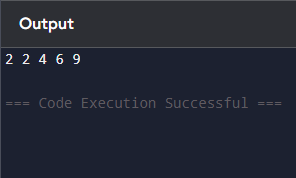 Output
2 2 4 6 9
=== Code Execution Successful ===